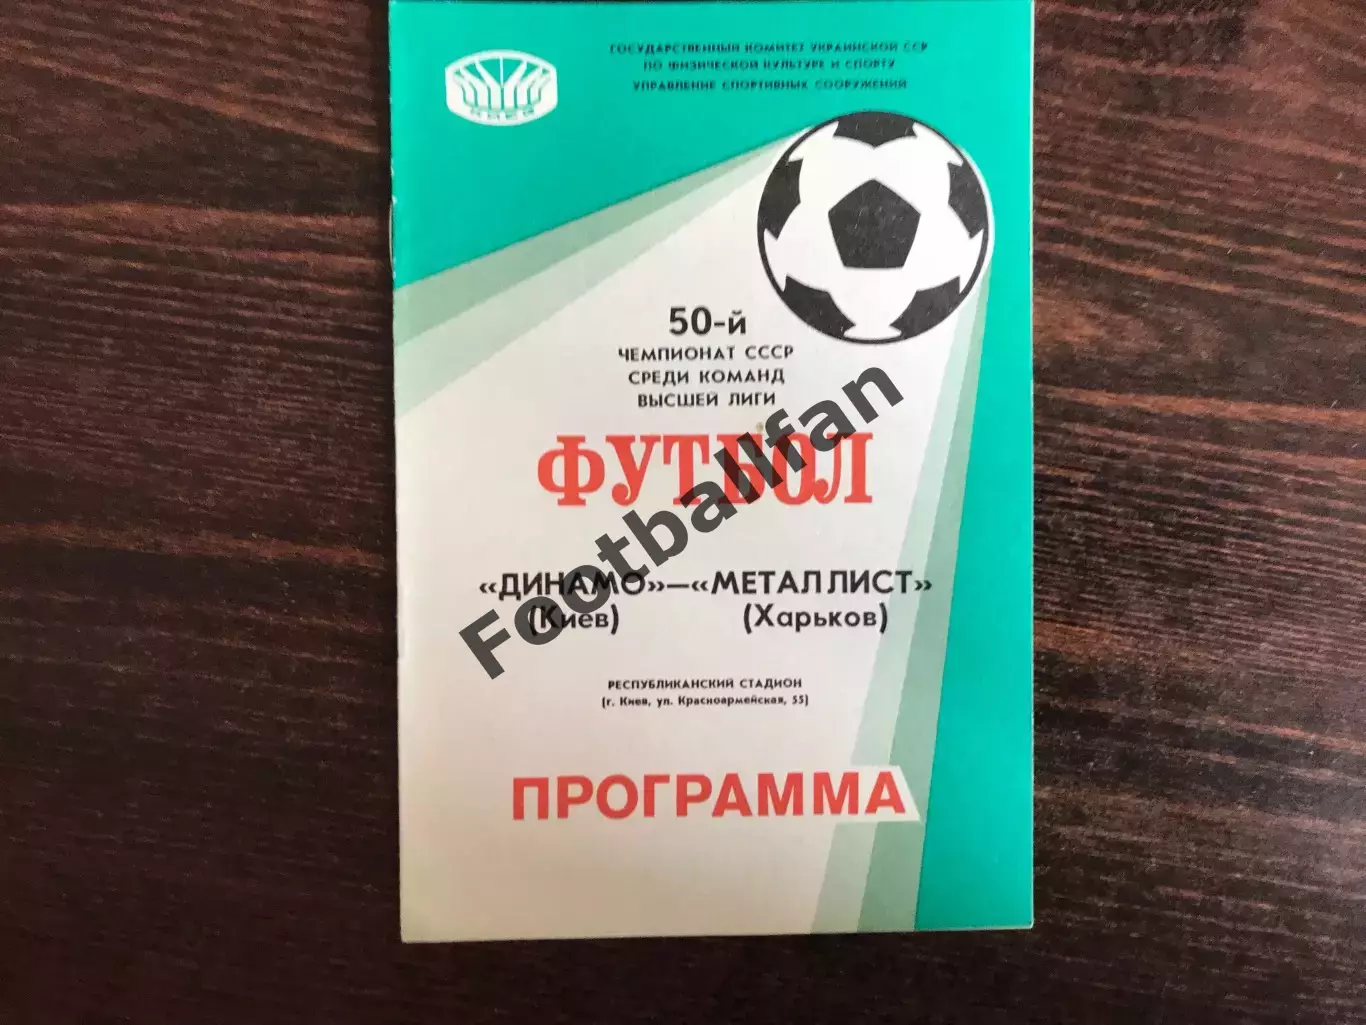 ГОСУДАРСТВЕННЫЙ КОМИТЕТ УКРАИНСКОЙ ССР
ПО ФИЗИЧЕСКОЙ КУЛЬТУРЕ И СПОРТУ
УПРАВЛЕНИЕ СПОРТИВНЫХ СООРУЖЕНИЙ
50-й
ЧЕМПИОНАТ СССР
СРЕДИ КОМАНД
ВЫСШЕЙ ЛИГИ
ФУТБОЛ
«ДИНАМО»—«МЕТАЛЛИСТ»
(Киев) (Харьков)
РЕСПУБЛИКАНСКИЙ СТАДИОН
(г. Киев, ул. Красноармейская, 55)
ПРОГРАММА
Footballfan